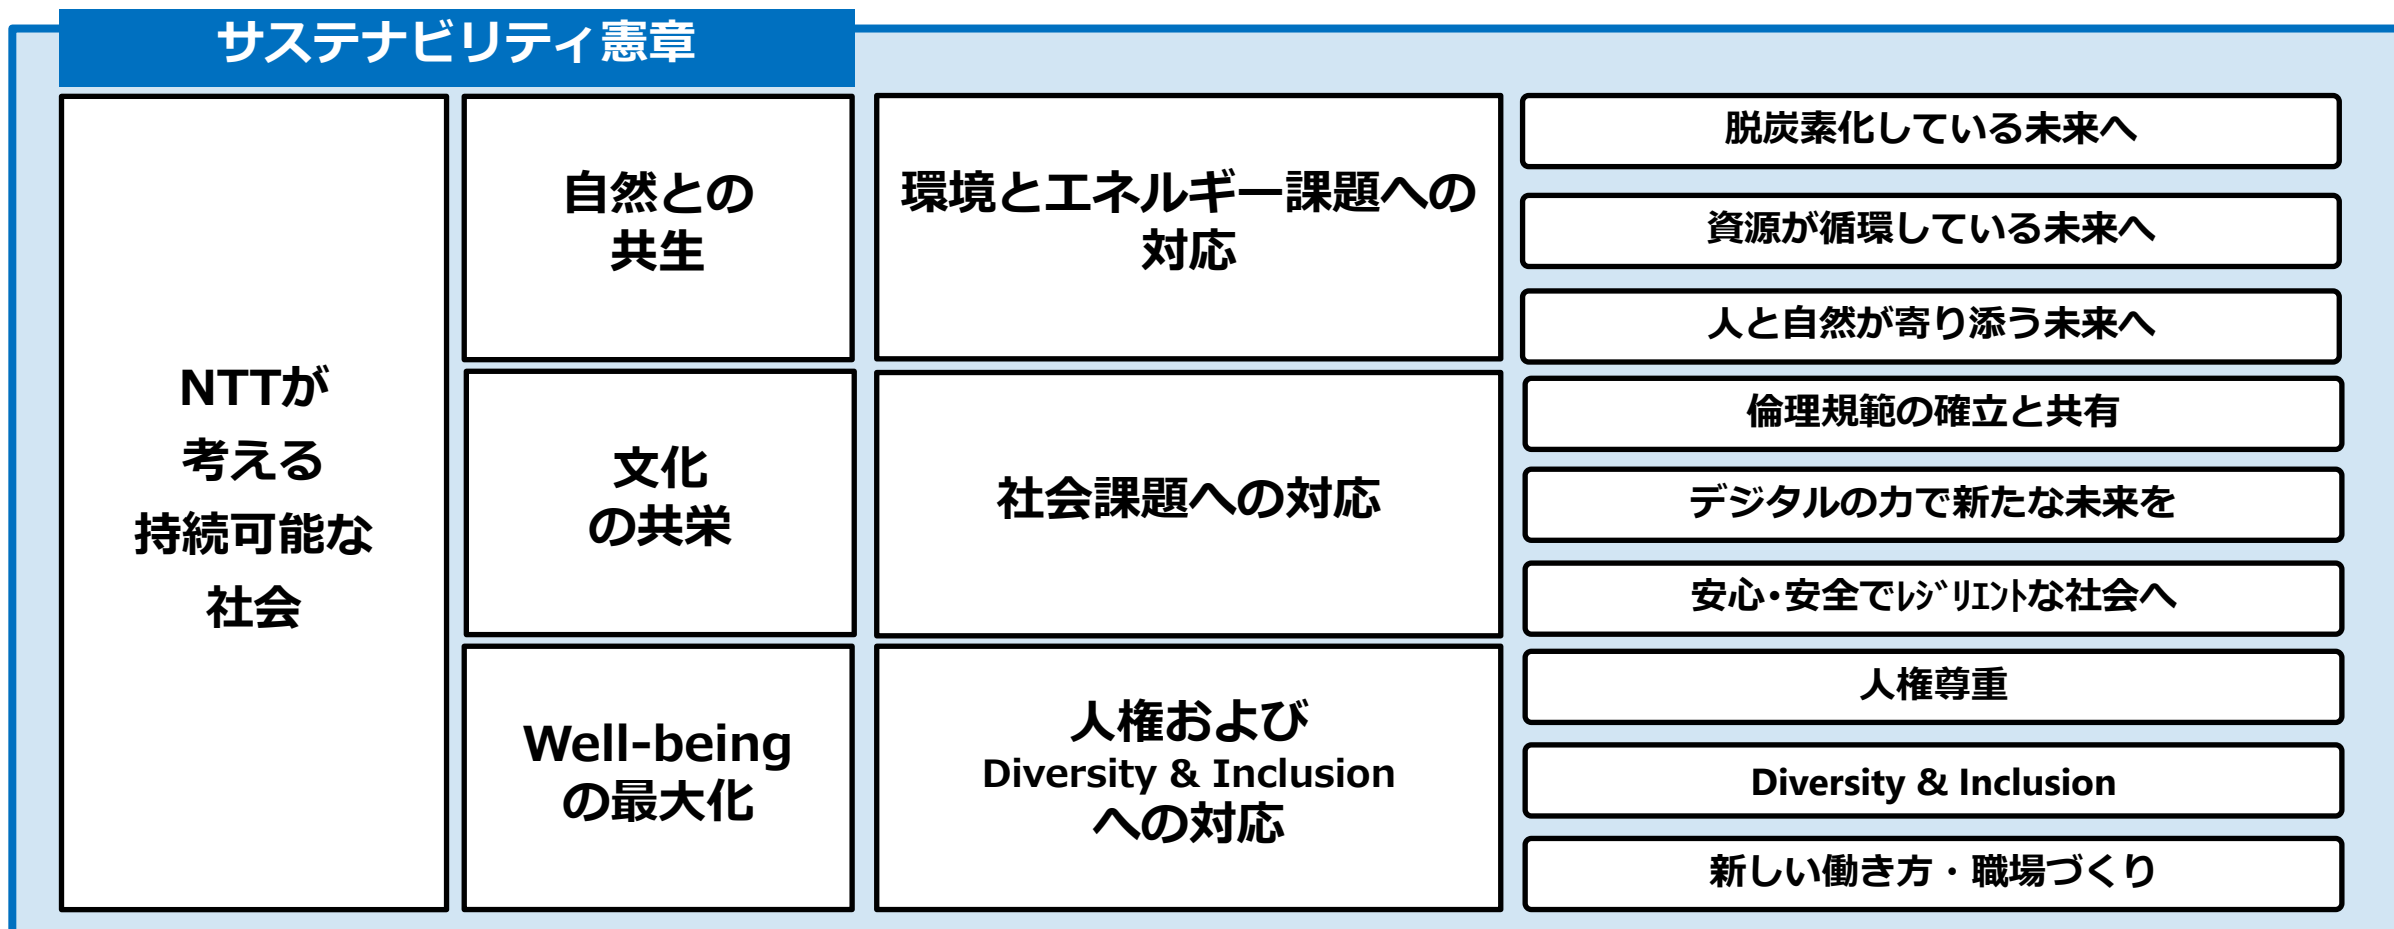 サステナビリティ憲章
NTTが
考える
持続可能な
社会
自然との
共生
環境とエネルギー課題への
対応
脱炭素化している未来へ
資源が循環している未来へ
人と自然が寄り添う未来へ
文化
の共栄
社会課題への対応
倫理規範の確立と共有
デジタルの力で新たな未来を
安心・安全でﾚｼﾞﾘｴﾝﾄな社会へ
Well-being
の最大化
人権および
Diversity & Inclusion
への対応
人権尊重
Diversity & Inclusion
新しい働き方・職場づくり